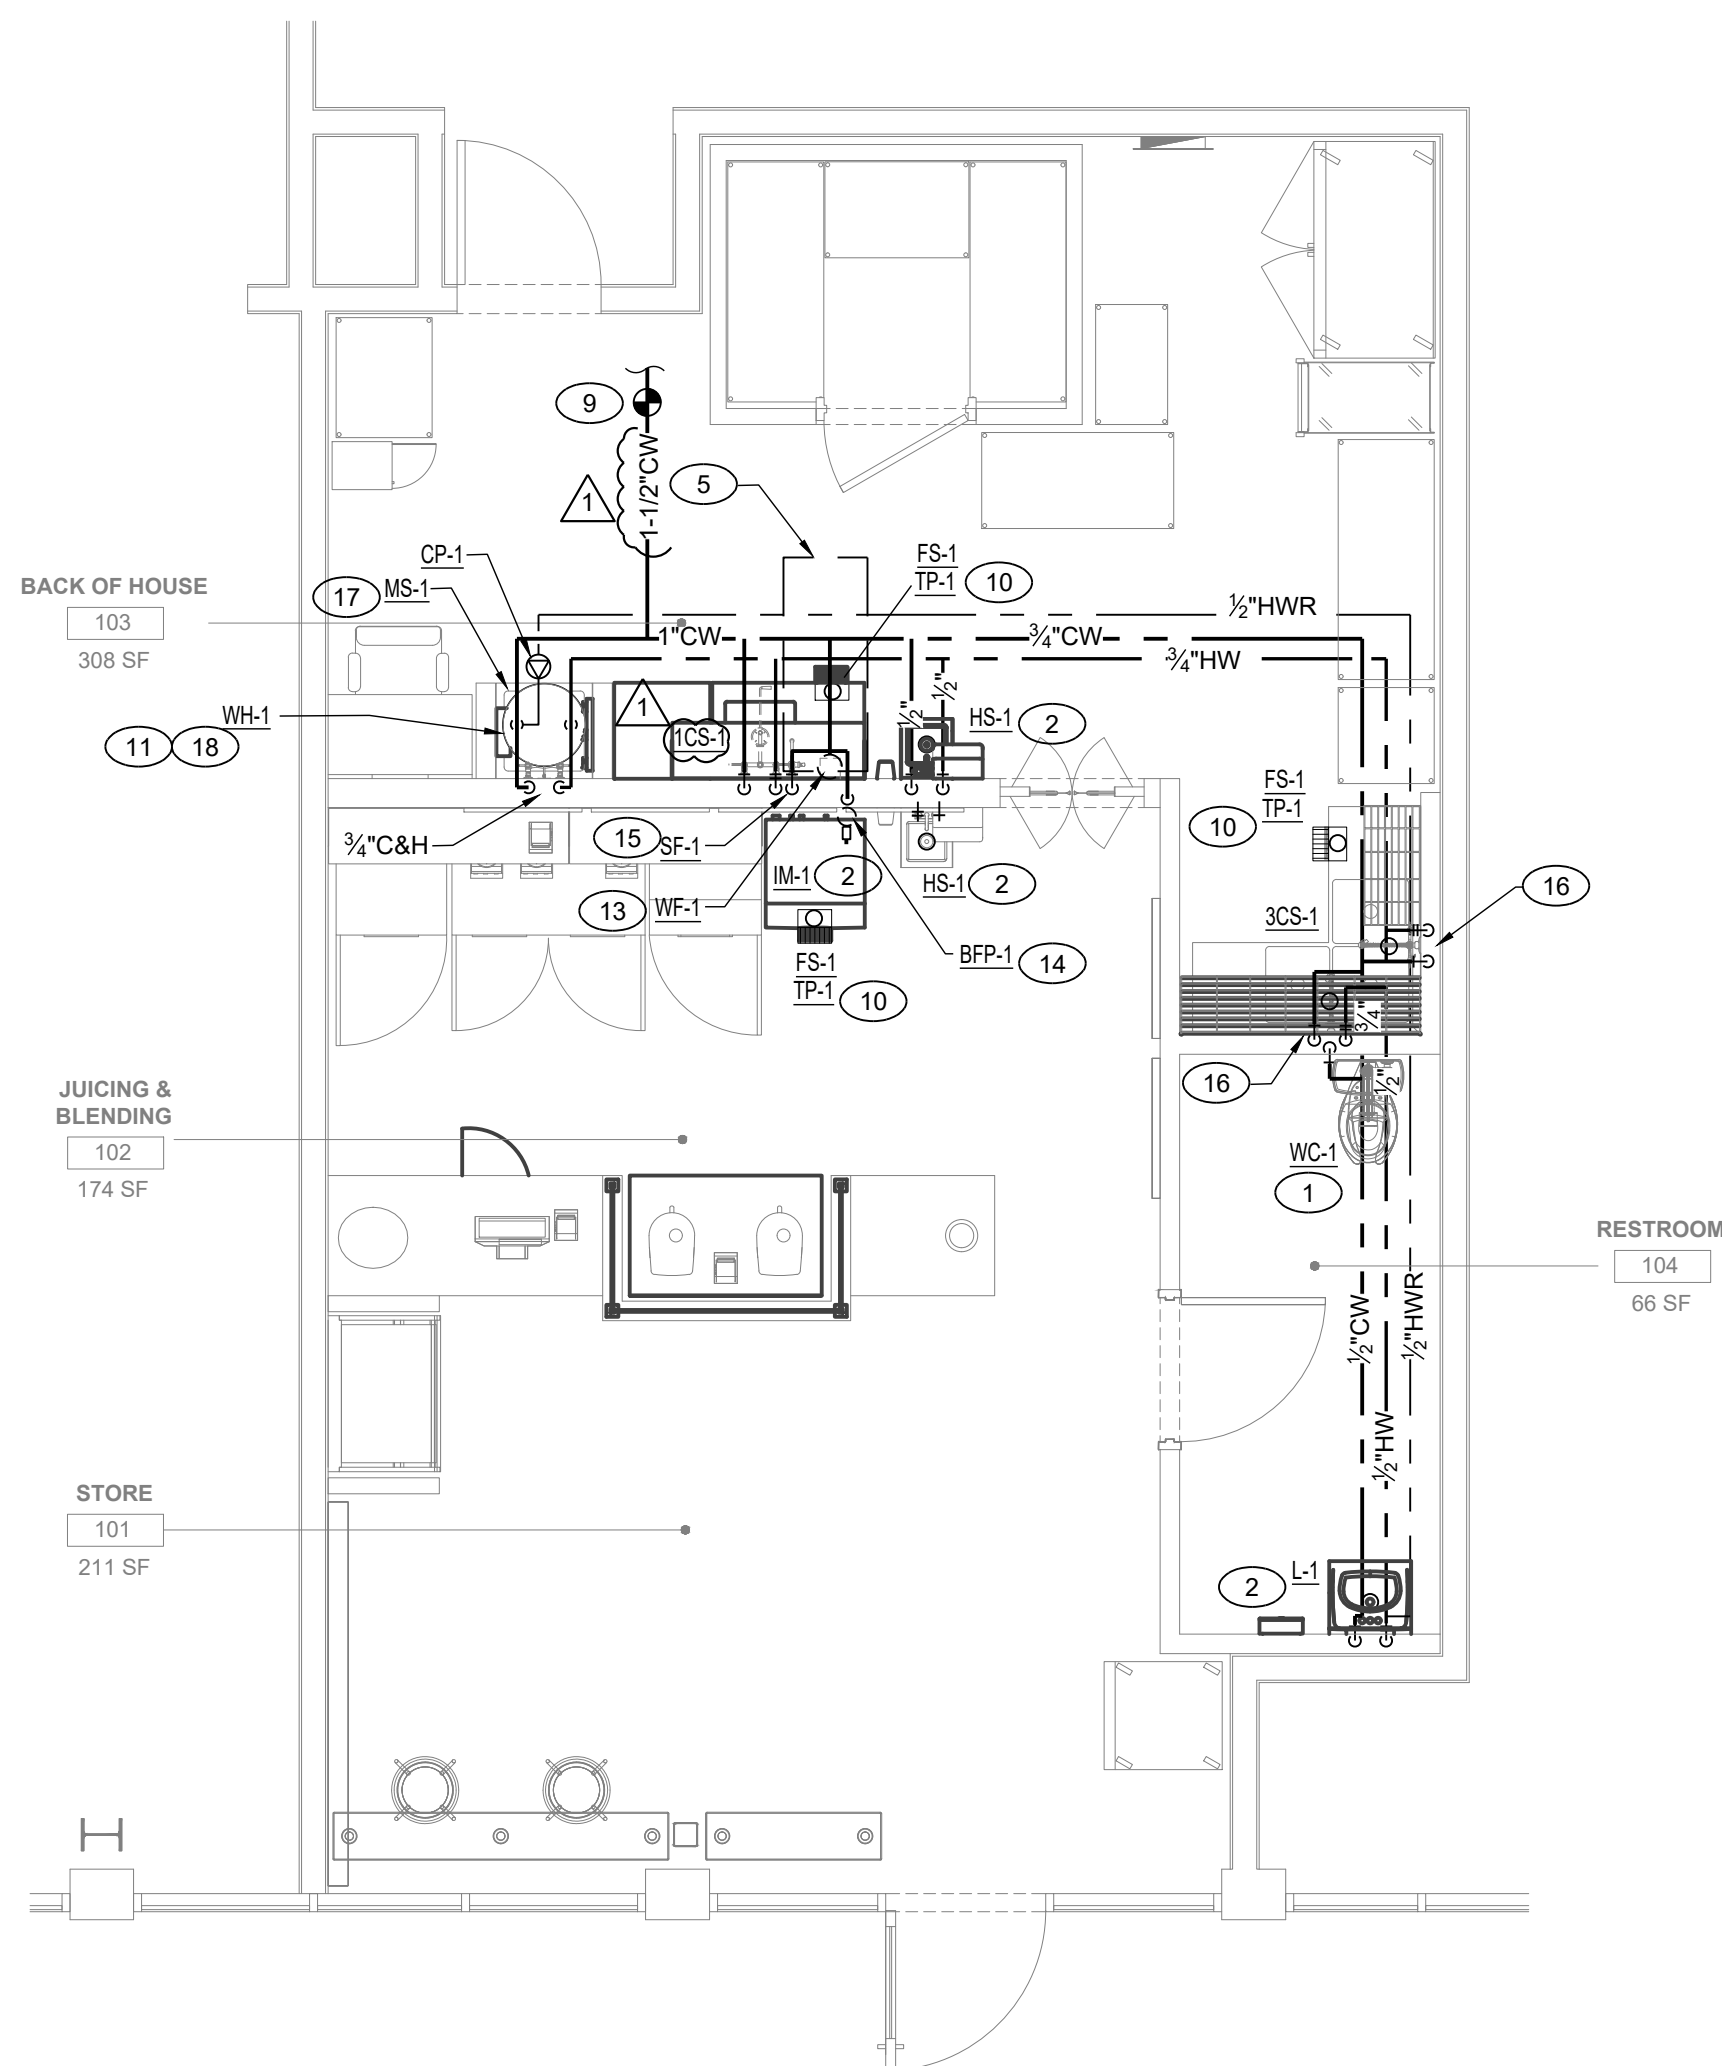 9
1-1/2"CW
1
5
CP-1
FS-1
TP-1
10
BACK OF HOUSE
103
308 SF
17
MS-1
½"HWR
1"CW
¾"CW
¾"HW
WH-1
11
18
1
1CS-1
½"
½"
HS-1
2
FS-1
TP-1
10
¾"C&H
15
SF-1
IM-1
2
HS-1
2
16
13
WF-1
3CS-1
BFP-1
14
FS-1
TP-1
10
¾"
16
½"
JUICING &
BLENDING
102
174 SF
WC-1
1
RESTROOM
104
66 SF
½"CW
½"HWR
½"HW
STORE
101
211 SF
2
L-1